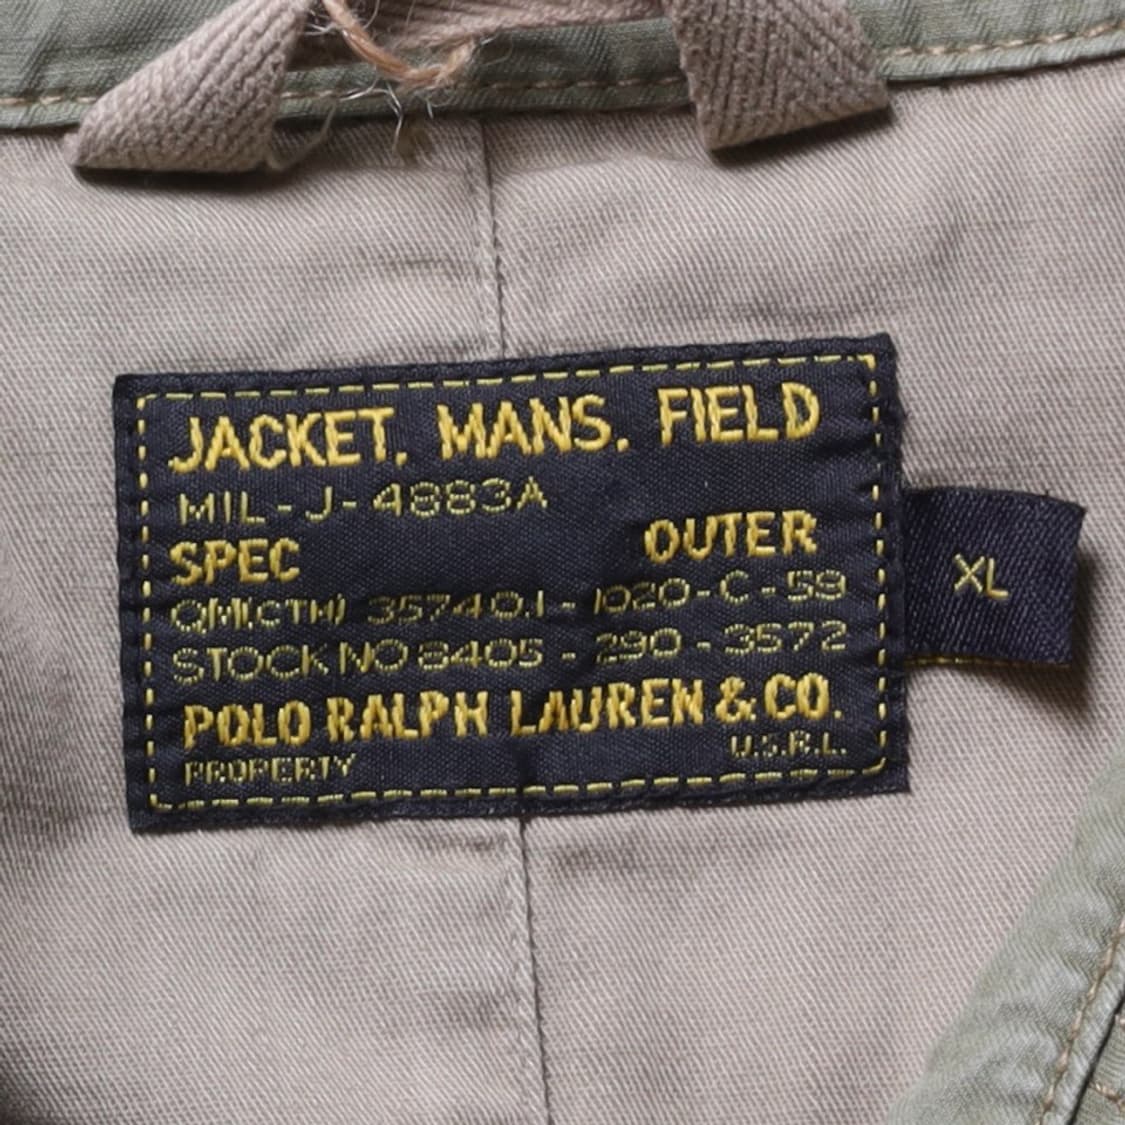 JACKET, MANS, FIELD
MIL-J-4883A
SPEC OUTER
QM(CTM) 35740.1-1020-C-59
STOCK NO 8405-290-3572
POLO RALPH LAUREN & CO.
PROPERTY U.S.R.L.
XL